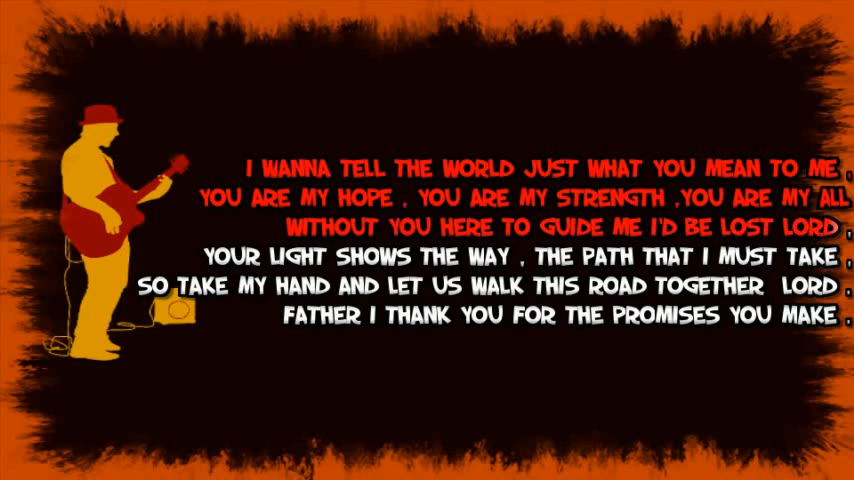 I WANNA TELL THE WORLD JUST WHAT YOU MEAN TO ME ,
YOU ARE MY HOPE , YOU ARE MY STRENGTH ,YOU ARE MY ALL
WITHOUT YOU HERE TO GUIDE ME I'D BE LOST LORD ,
YOUR LIGHT SHOWS THE WAY , THE PATH THAT I MUST TAKE ,
SO TAKE MY HAND AND LET US WALK THIS ROAD TOGETHER LORD ,
FATHER I THANK YOU FOR THE PROMISES YOU MAKE .